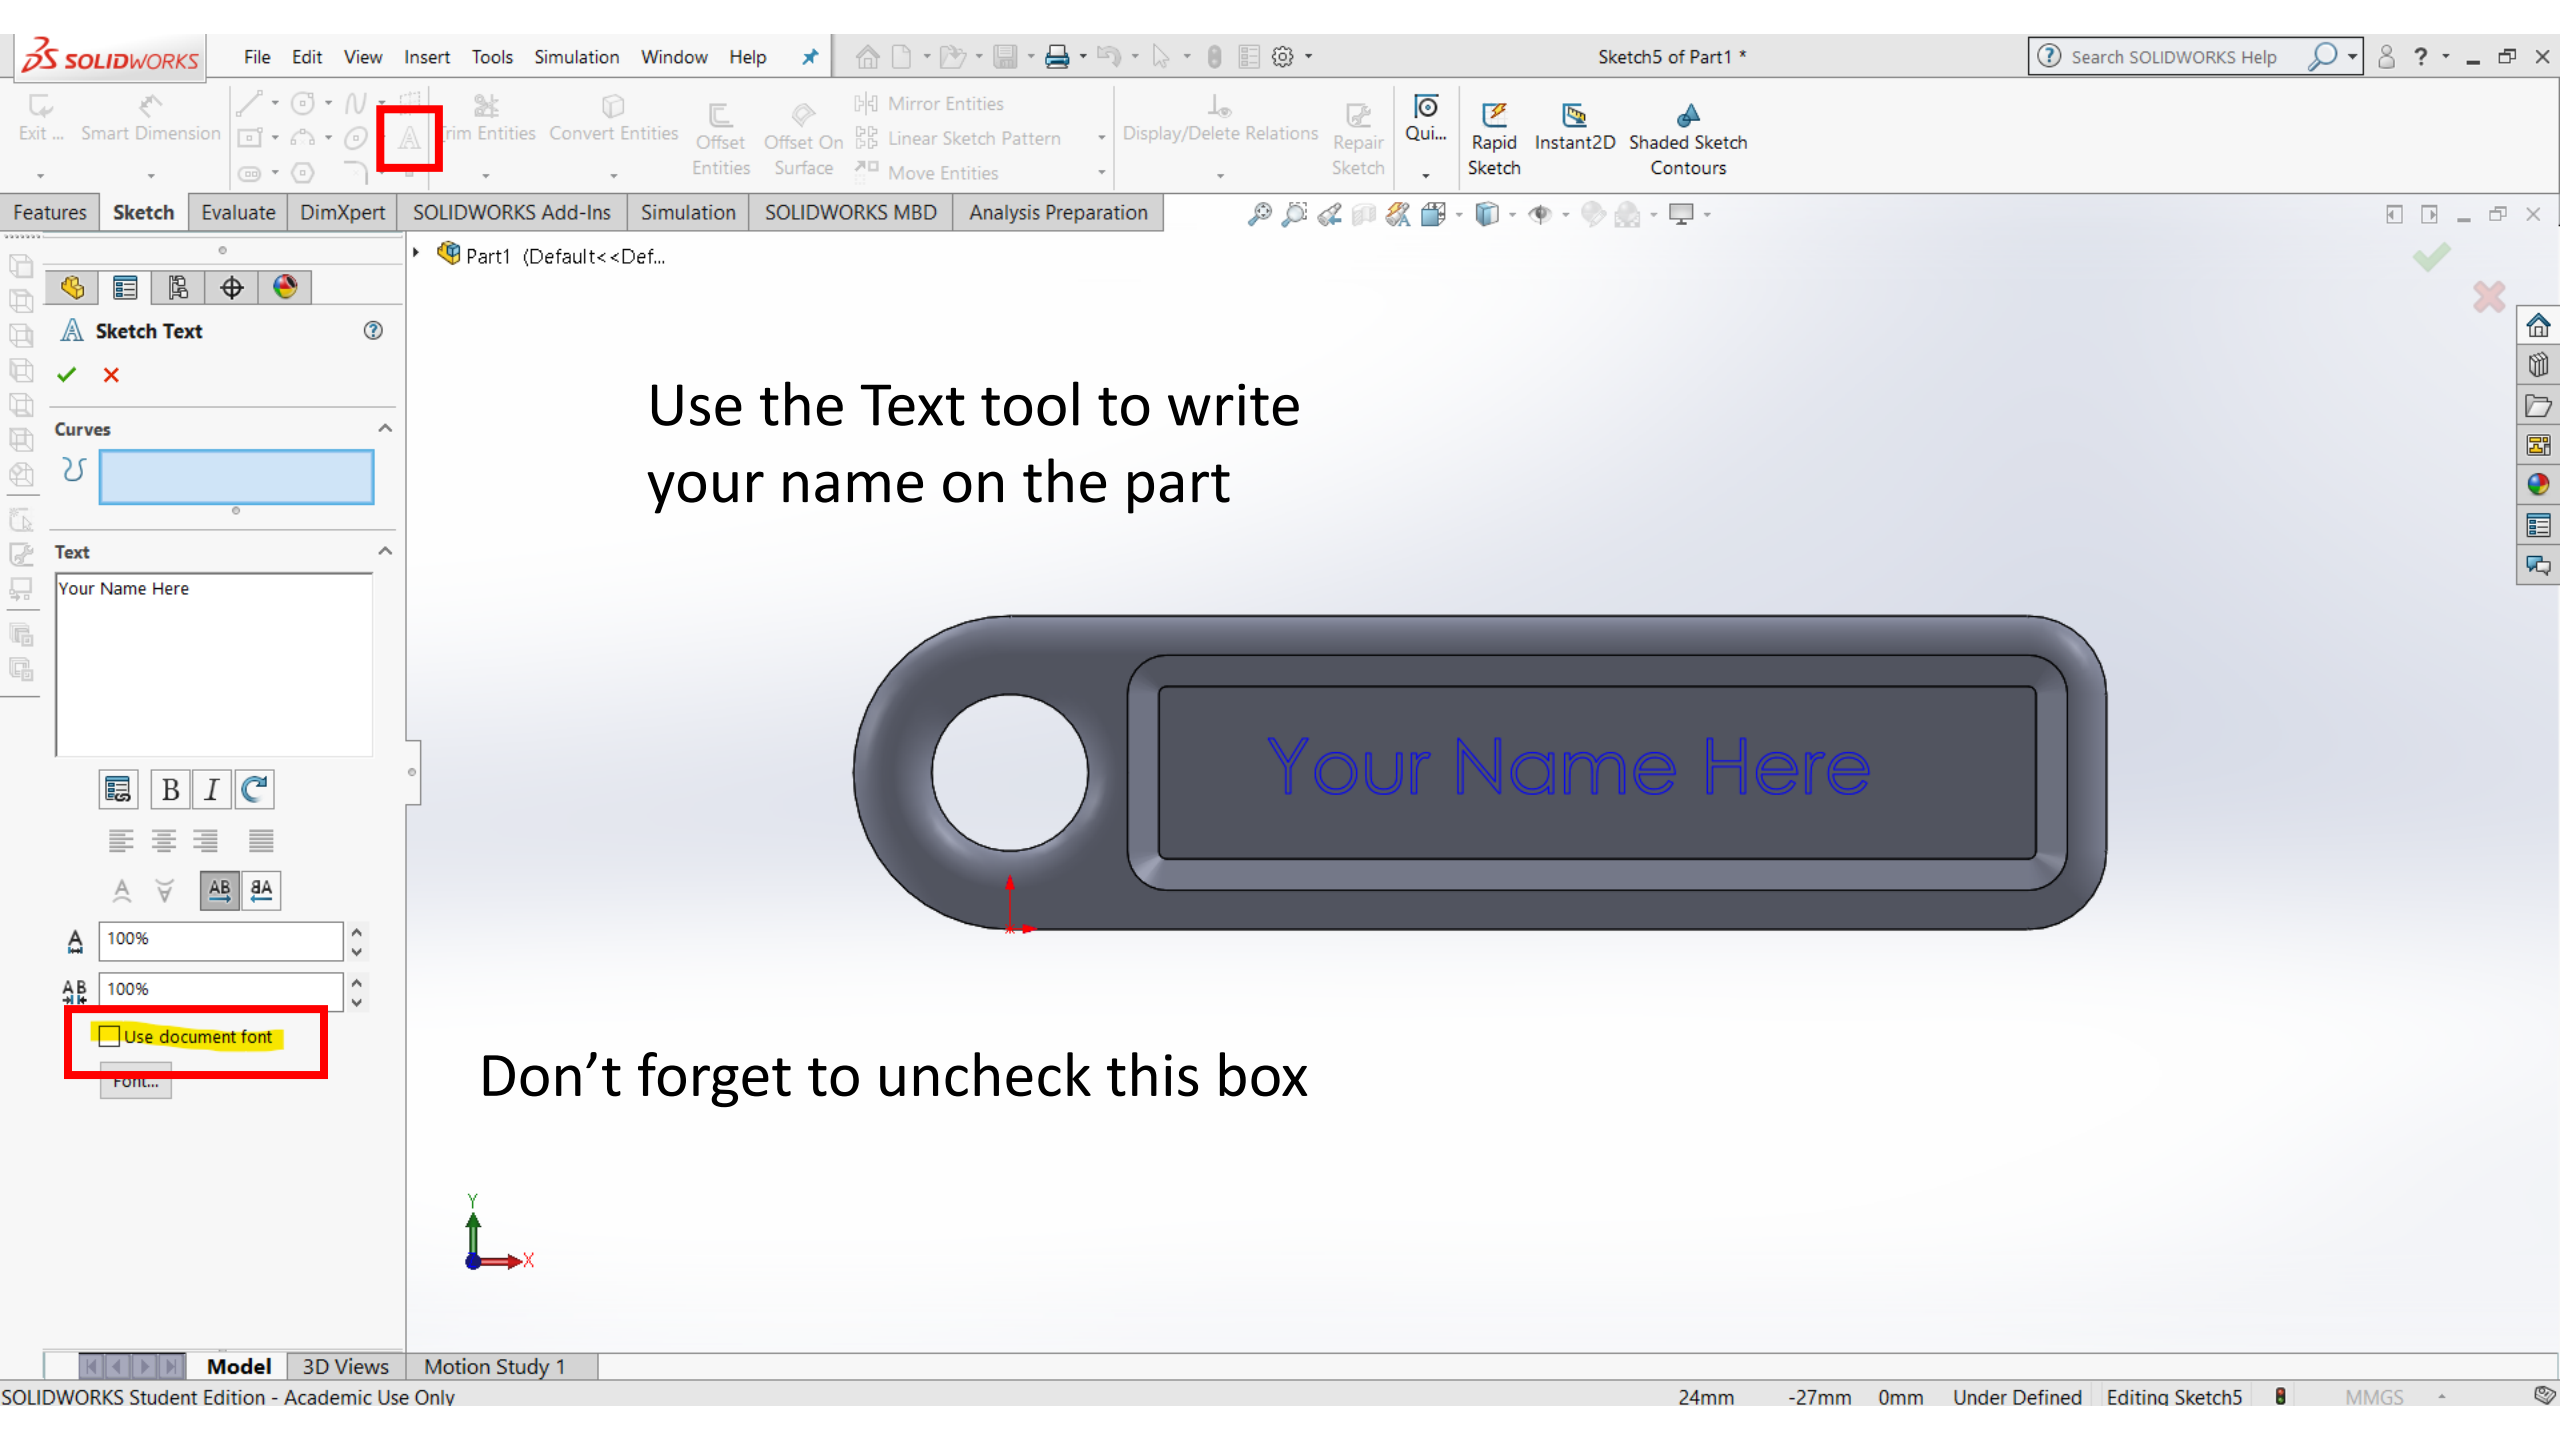 SOLIDWORKS File Edit View Insert Tools Simulation Window Help Sketch5 of Part1 * Search SOLIDWORKS Help ?
Exit ... Smart Dimension Trim Entities Convert Entities Offset Entities Offset On Surface Mirror Entities Linear Sketch Pattern Move Entities Display/Delete Relations Repair Sketch Qui... Rapid Sketch Instant2D Shaded Sketch Contours
Features Sketch Evaluate DimXpert SOLIDWORKS Add-Ins Simulation SOLIDWORKS MBD Analysis Preparation
Part1 (Default<<Def...
Sketch Text
Curves
Use the Text tool to write
your name on the part
Text
Your Name Here
Your Name Here
B I
AB AB
100%
100%
Use document font
Font...
Don’t forget to uncheck this box
Y
X
Model 3D Views Motion Study 1
SOLIDWORKS Student Edition - Academic Use Only 24mm -27mm 0mm Under Defined Editing Sketch5 MMGS